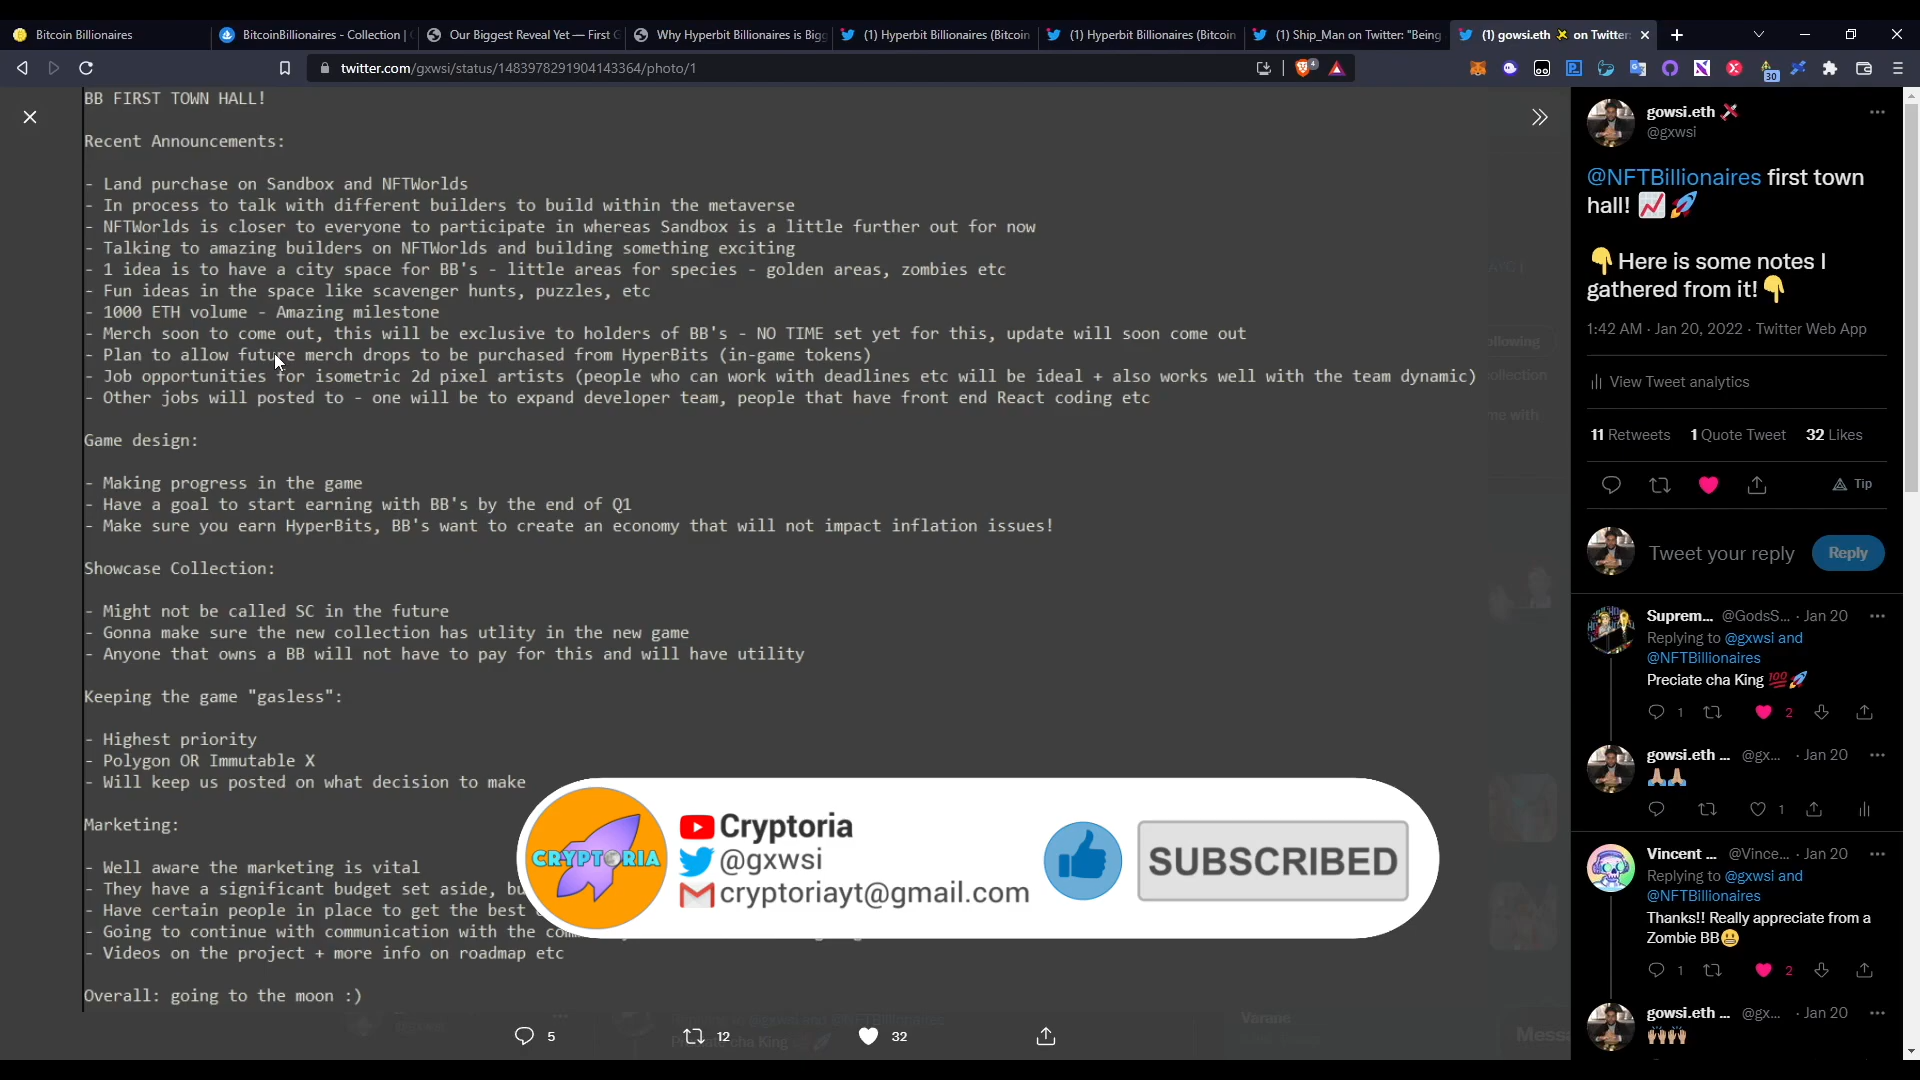 Bitcoin Billionaires
BitcoinBillionaires - Collection |
Our Biggest Reveal Yet — First
Why Hyperbit Billionaires is Bigg
(1) Hyperbit Billionaires (Bitcoin
(1) Hyperbit Billionaires (Bitcoin
(1) Ship_Man on Twitter: "Being
(1) gowsi.eth on Twitter:
twitter.com/gxwsi/status/1483978291904143364/photo/1
4
30
BB FIRST TOWN HALL!
Recent Announcements:
- Land purchase on Sandbox and NFTWorlds
- In process to talk with different builders to build within the metaverse
- NFTWorlds is closer to everyone to participate in whereas Sandbox is a little further out for now
- Talking to amazing builders on NFTWorlds and building something exciting
- 1 idea is to have a city space for BB's - little areas for species - golden areas, zombies etc
- Fun ideas in the space like scavenger hunts, puzzles, etc
- 1000 ETH volume - Amazing milestone
- Merch soon to come out, this will be exclusive to holders of BB's - NO TIME set yet for this, update will soon come out
- Plan to allow future merch drops to be purchased from HyperBits (in-game tokens)
- Job opportunities for isometric 2d pixel artists (people who can work with deadlines etc will be ideal + also works well with the team dynamic)
- Other jobs will posted to - one will be to expand developer team, people that have front end React coding etc
Game design:
- Making progress in the game
- Have a goal to start earning with BB's by the end of Q1
- Make sure you earn HyperBits, BB's want to create an economy that will not impact inflation issues!
Showcase Collection:
- Might not be called SC in the future
- Gonna make sure the new collection has utlity in the new game
- Anyone that owns a BB will not have to pay for this and will have utility
Keeping the game "gasless":
- Highest priority
- Polygon OR Immutable X
- Will keep us posted on what decision to make
Marketing:
- Well aware the marketing is vital
- They have a significant budget set aside,
- Have certain people in place to get the best
- Going to continue with communication with the
- Videos on the project + more info on roadmap etc
Overall: going to the moon :)
5
12
32
CRYPTORIA
Cryptoria
@gxwsi
cryptoriayt@gmail.com
SUBSCRIBED
gowsi.eth
@gxwsi
@NFTBillionaires first town
hall!
Here is some notes I
gathered from it!
1:42 AM · Jan 20, 2022 · Twitter Web App
View Tweet analytics
11 Retweets 1 Quote Tweet 32 Likes
Tip
Tweet your reply
Reply
Suprem... @GodsS... · Jan 20
Replying to @gxwsi and
@NFTBillionaires
Preciate cha King 💯🚀
1 2
gowsi.eth ... @gx... · Jan 20
1
Vincent ... @Vince... · Jan 20
Replying to @gxwsi and
@NFTBillionaires
Thanks!! Really appreciate from a
Zombie BB
1 2
gowsi.eth ... @gx... · Jan 20